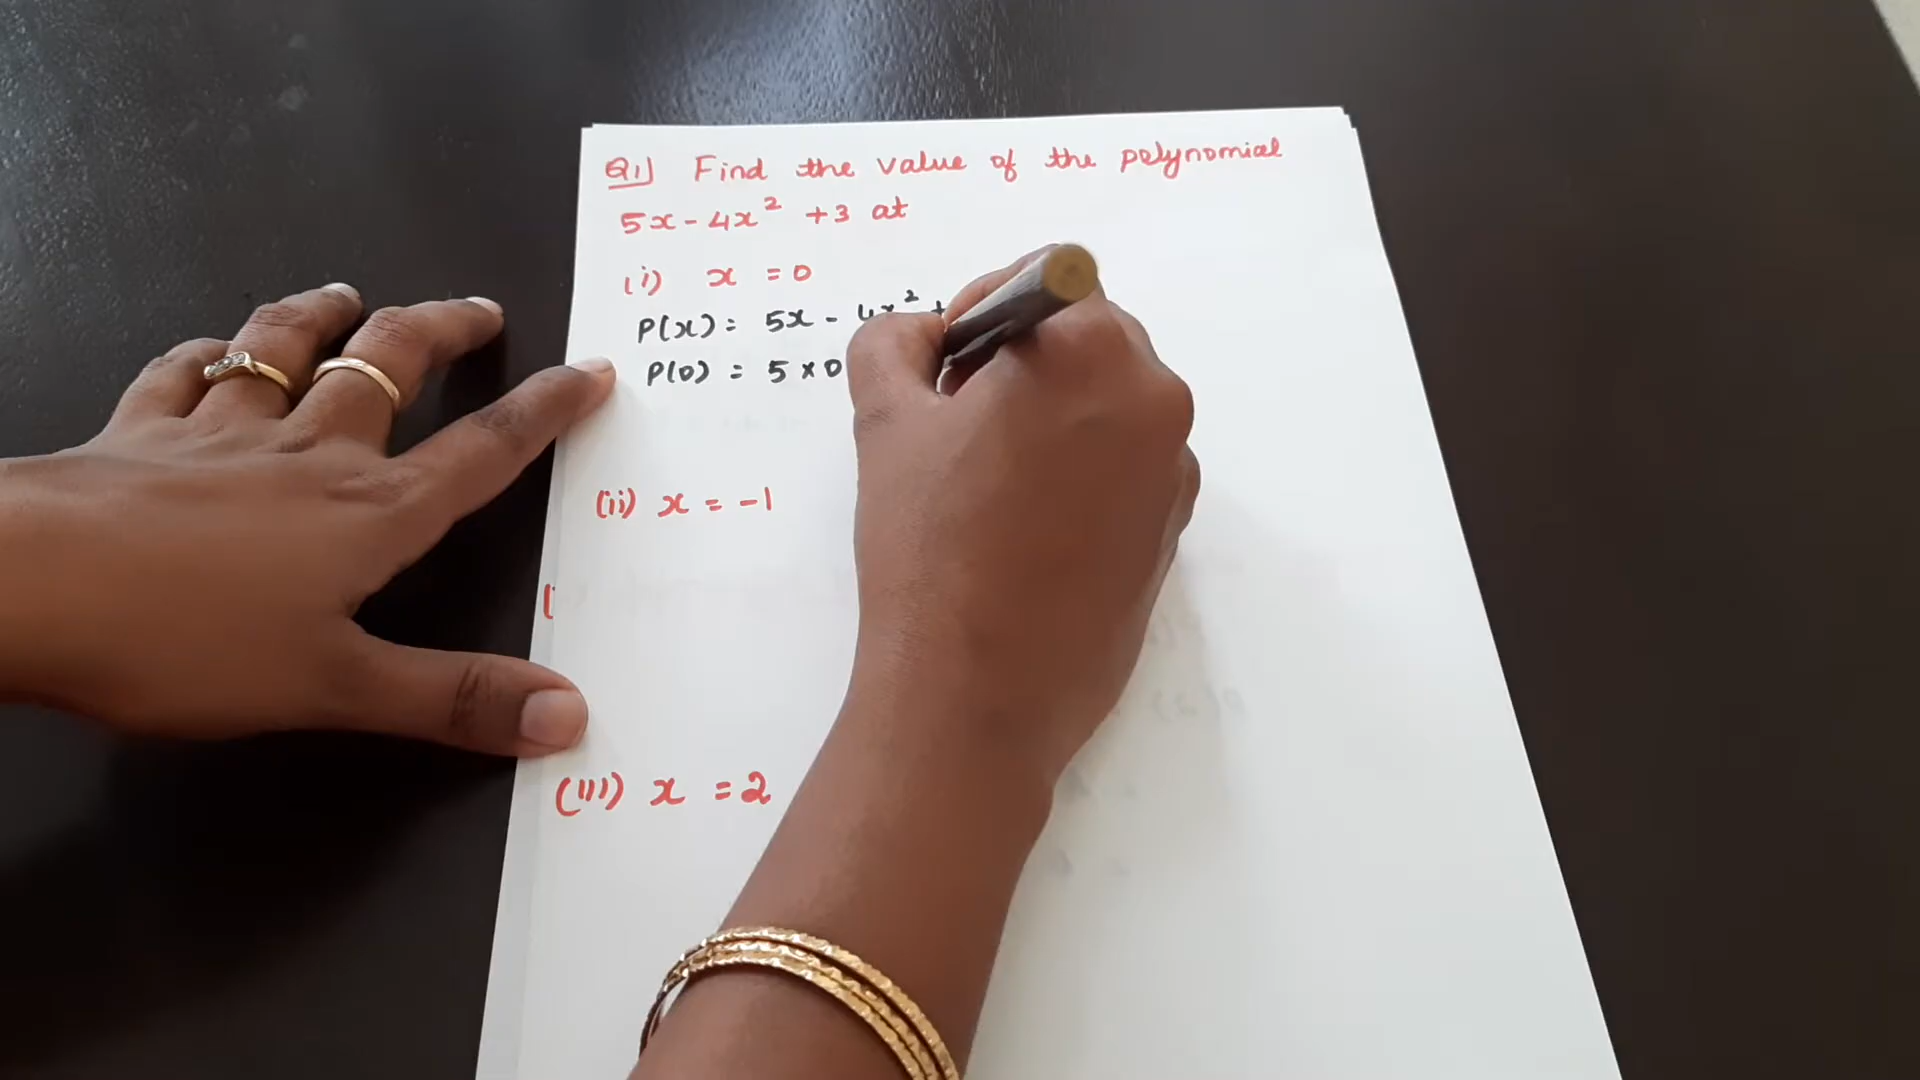 Q1) Find the value of the polynomial
5x - 4x² + 3 at
(i) x = 0
P(x) = 5x - 4x² +
P(0) = 5 × 0
(ii) x = -1
(iii) x = 2